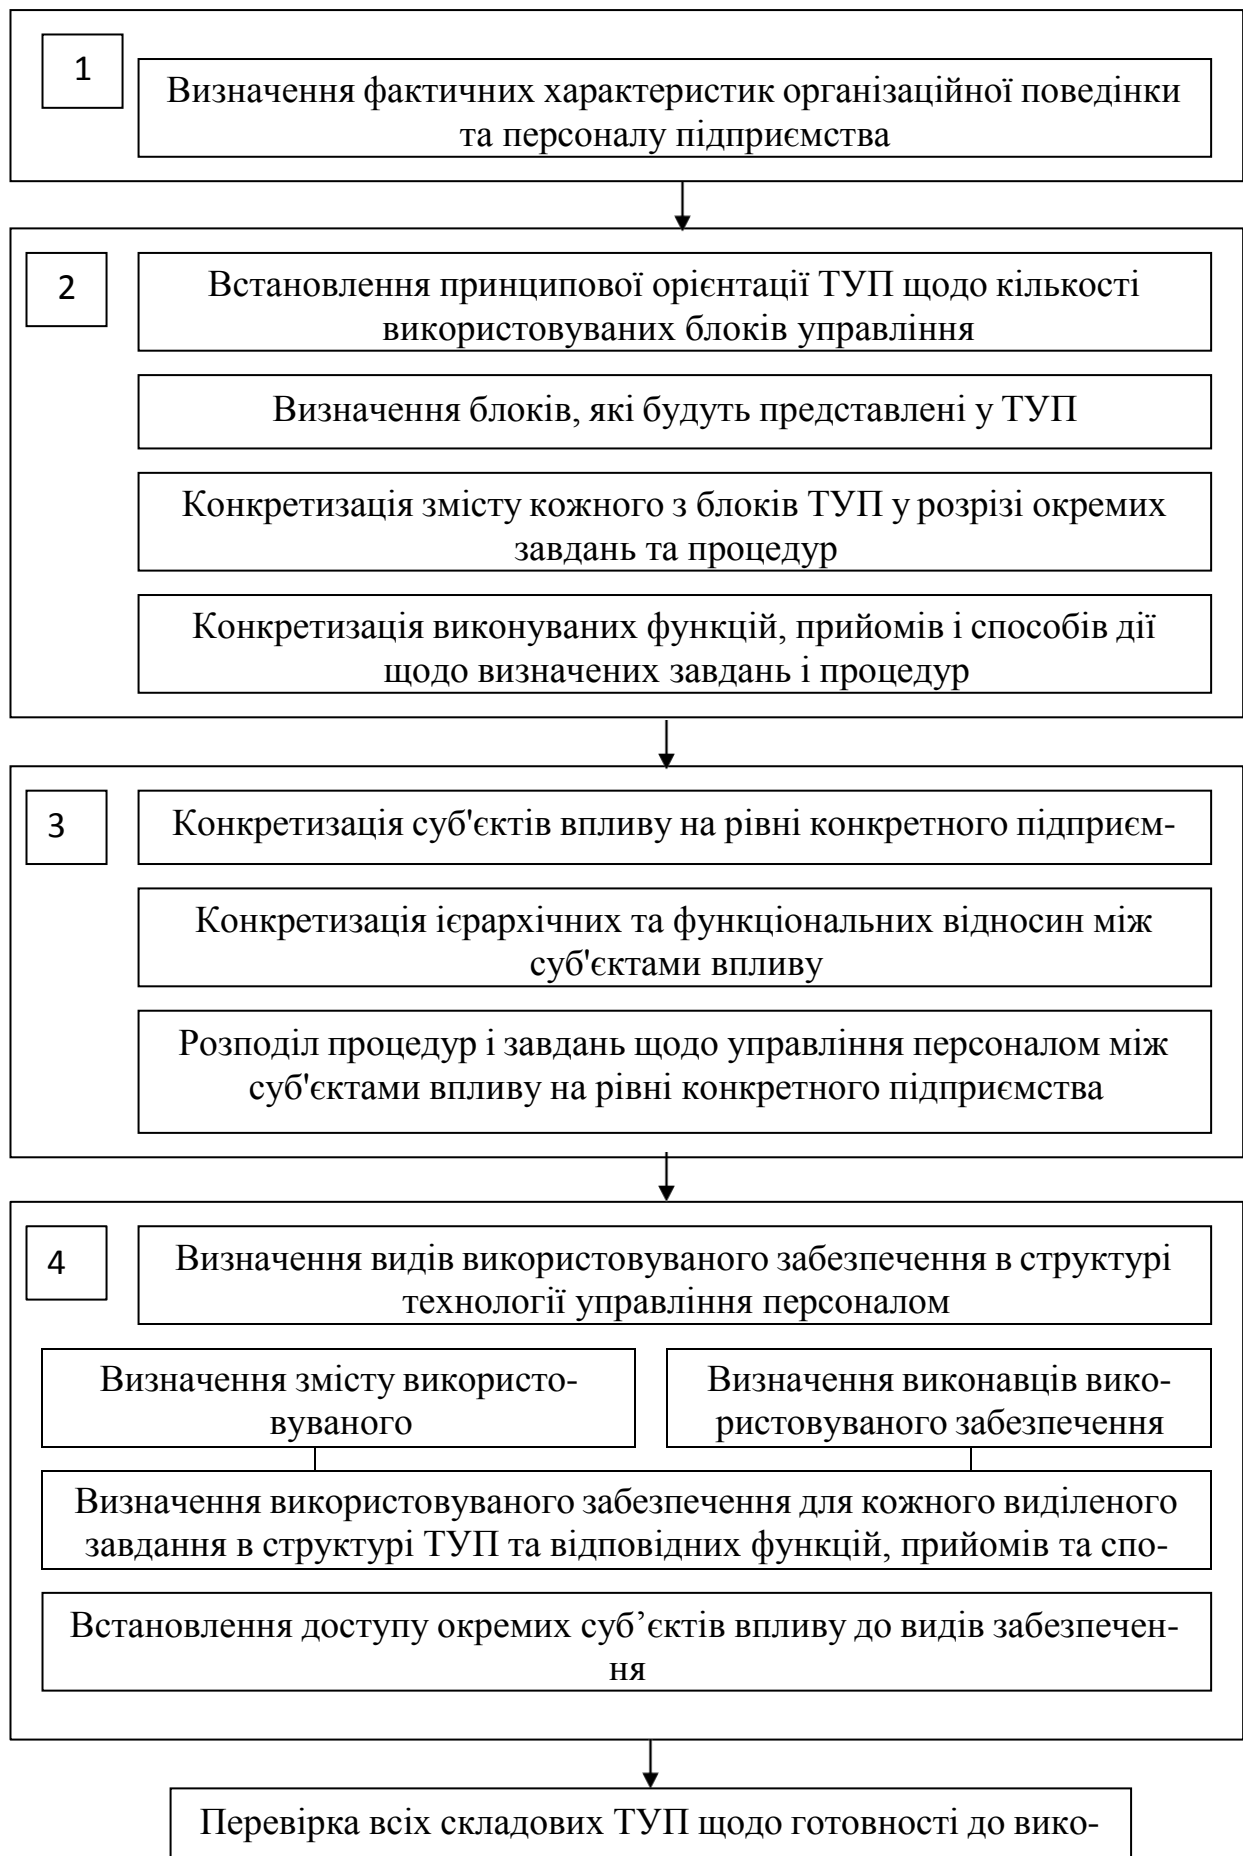 1
Визначення фактичних характеристик організаційної поведінки
та персоналу підприємства
2
Встановлення принципової орієнтації ТУП щодо кількості
використовуваних блоків управління
Визначення блоків, які будуть представлені у ТУП
Конкретизація змісту кожного з блоків ТУП у розрізі окремих
завдань та процедур
Конкретизація виконуваних функцій, прийомів і способів дії
щодо визначених завдань і процедур
3
Конкретизація суб'єктів впливу на рівні конкретного підприєм-
Конкретизація ієрархічних та функціональних відносин між
суб'єктами впливу
Розподіл процедур і завдань щодо управління персоналом між
суб'єктами впливу на рівні конкретного підприємства
4
Визначення видів використовуваного забезпечення в структурі
технології управління персоналом
Визначення змісту використо-
вуваного
Визначення виконавців вико-
ристовуваного забезпечення
Визначення використовуваного забезпечення для кожного виділеного
завдання в структурі ТУП та відповідних функцій, прийомів та спо-
Встановлення доступу окремих суб’єктів впливу до видів забезпечен-
ня
Перевірка всіх складових ТУП щодо готовності до вико-